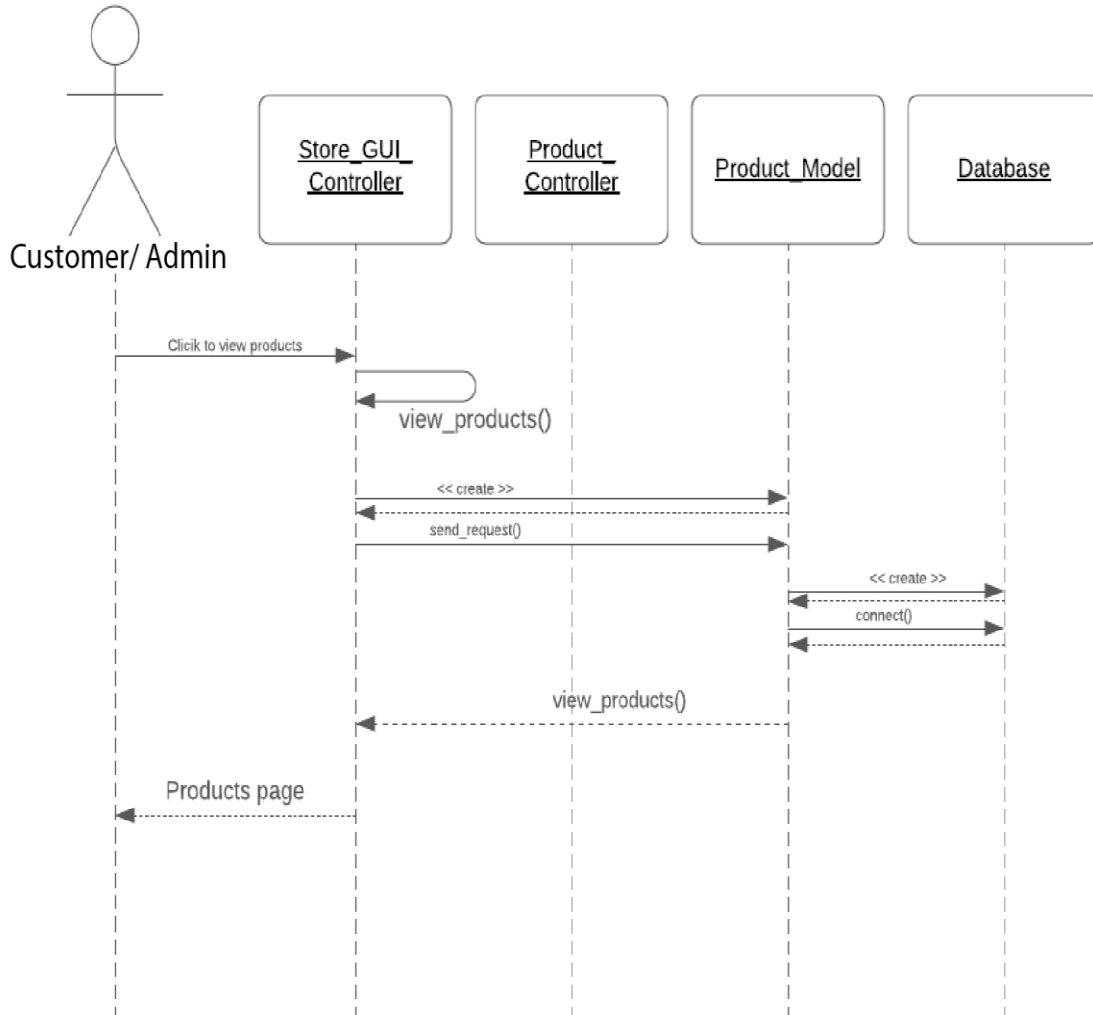 Store_GUI_
Controller
Product_
Controller
Product_Model
Database
Customer/ Admin
Clicik to view products
view_products()
<< create >>
send_request()
<< create >>
connect()
view_products()
Products page